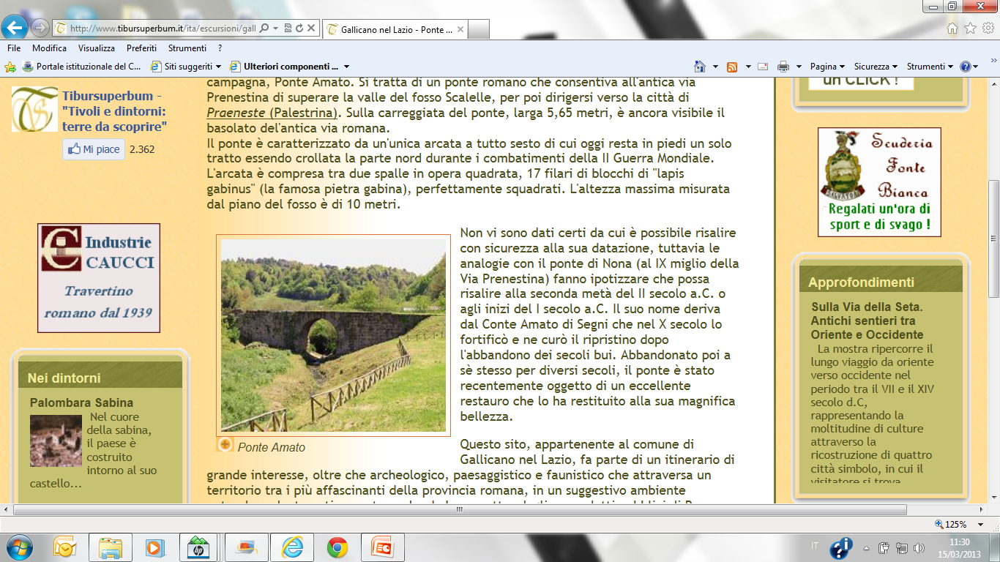 http://www.tibursuperbum.it/ita/escursioni/gall
Gallicano nel Lazio - Ponte ...
File Modifica Visualizza Preferiti Strumenti ?
Portale istituzionale del C...
Siti suggeriti
Ulteriori componenti ...
Pagina
Sicurezza
Strumenti
Tibursuperbum -
"Tivoli e dintorni:
terre da scoprire"
Mi piace 2.362
Industrie
CAUCCI
Travertino
romano dal 1939
Nei dintorni
Palombara Sabina
Nel cuore
della sabina,
il paese è
costruito
intorno al suo
castello...
campagna, Ponte Amato. Si tratta di un ponte romano che consentiva all'antica via
Prenestina di superare la valle del fosso Scalelle, per poi dirigersi verso la città di
Praeneste (Palestrina). Sulla carreggiata del ponte, larga 5,65 metri, è ancora visibile il
basolato del'antica via romana.
Il ponte è caratterizzato da un'unica arcata a tutto sesto di cui oggi resta in piedi un solo
tratto essendo crollata la parte nord durante i combatimenti della II Guerra Mondiale.
L'arcata è compresa tra due spalle in opera quadrata, 17 filari di blocchi di "lapis
gabinus" (la famosa pietra gabina), perfettamente squadrati. L'altezza massima misurata
dal piano del fosso è di 10 metri.
Non vi sono dati certi da cui è possibile risalire
con sicurezza alla sua datazione, tuttavia le
analogie con il ponte di Nona (al IX miglio della
Via Prenestina) fanno ipotizzare che possa
risalire alla seconda metà del II secolo a.C. o
agli inizi del I secolo a.C. Il suo nome deriva
dal Conte Amato di Segni che nel X secolo lo
fortificò e ne curò il ripristino dopo
l'abbandono dei secoli bui. Abbandonato poi a
sè stesso per diversi secoli, il ponte è stato
recentemente oggetto di un eccellente
restauro che lo ha restituito alla sua magnifica
bellezza.
Ponte Amato
Questo sito, appartenente al comune di
Gallicano nel Lazio, fa parte di un itinerario di
grande interesse, oltre che archeologico, paesaggistico e faunistico che attraversa un
territorio tra i più affascinanti della provincia romana, in un suggestivo ambiente
un CLICK !
Scuderia
Fonte
Bianca
Regalati un'ora di
sport e di svago !
Approfondimenti
Sulla Via della Seta.
Antichi sentieri tra
Oriente e Occidente
La mostra ripercorre il
lungo viaggio da oriente
verso occidente nel
periodo tra il VII e il XIV
secolo d.C,
rappresentando la
moltitudine di culture
attraverso la
ricostruzione di quattro
città simbolo, in cui il
visitatore si trova
125%
IT
11:30
15/03/2013